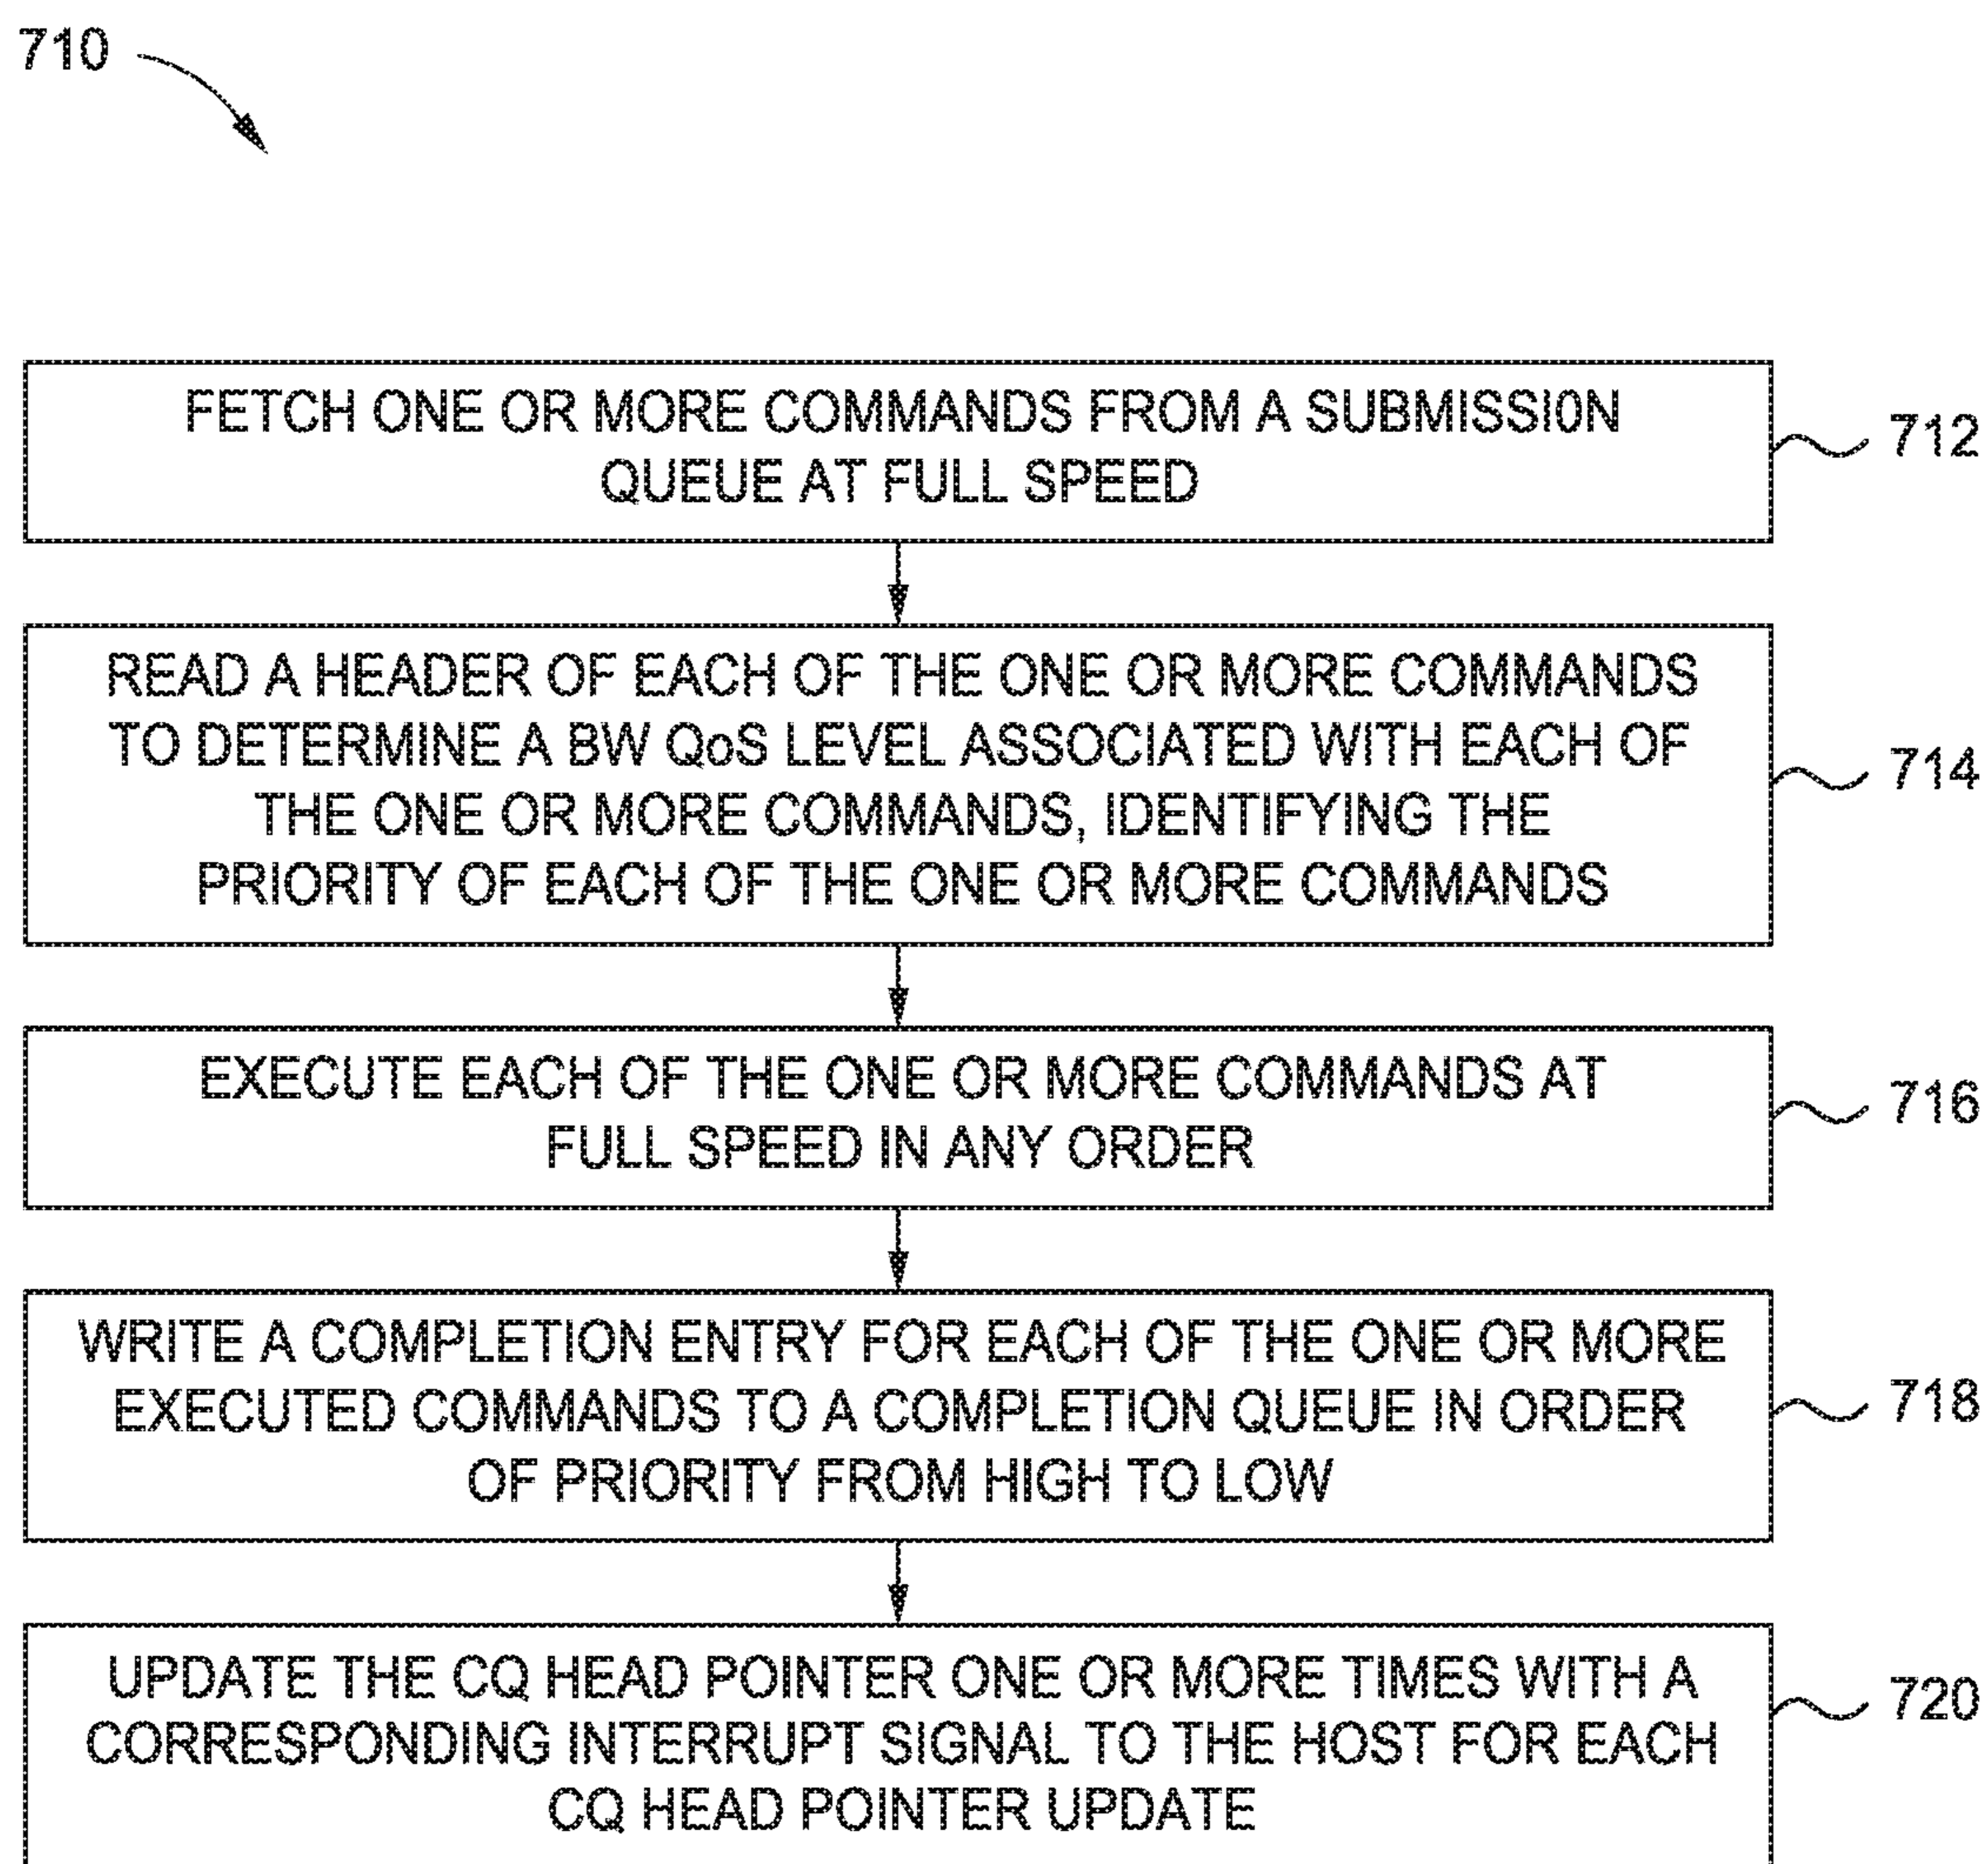 710
FETCH ONE OR MORE COMMANDS FROM A SUBMISSI0N
QUEUE AT FULL SPEED
712
READ A HEADER OF EACH OF THE ONE OR MORE COMMANDS
TO DETERMINE A BW QoS LEVEL ASSOCIATED WITH EACH OF
THE ONE OR MORE COMMANDS, IDENTIFYING THE
PRIORITY OF EACH OF THE ONE OR MORE COMMANDS
714
EXECUTE EACH OF THE ONE OR MORE COMMANDS AT
FULL SPEED IN ANY ORDER
716
WRITE A COMPLETION ENTRY FOR EACH OF THE ONE OR MORE
EXECUTED COMMANDS TO A COMPLETION QUEUE IN ORDER
OF PRIORITY FROM HIGH TO LOW
718
UPDATE THE CQ HEAD POINTER ONE OR MORE TIMES WITH A
CORRESPONDING INTERRUPT SIGNAL TO THE HOST FOR EACH
CQ HEAD POINTER UPDATE
720